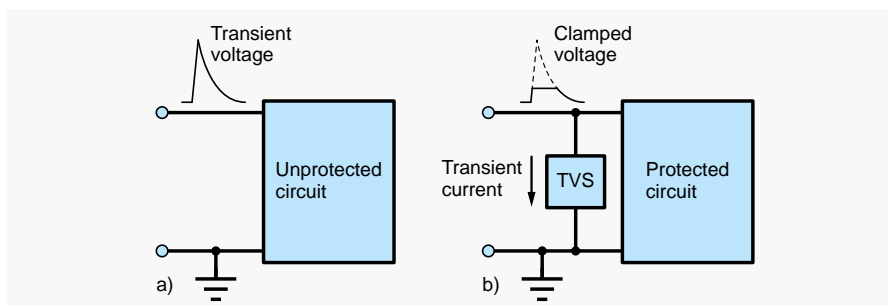 Transient
voltage
Unprotected
circuit
a)
Clamped
voltage
Transient
current
TVS
Protected
circuit
b)